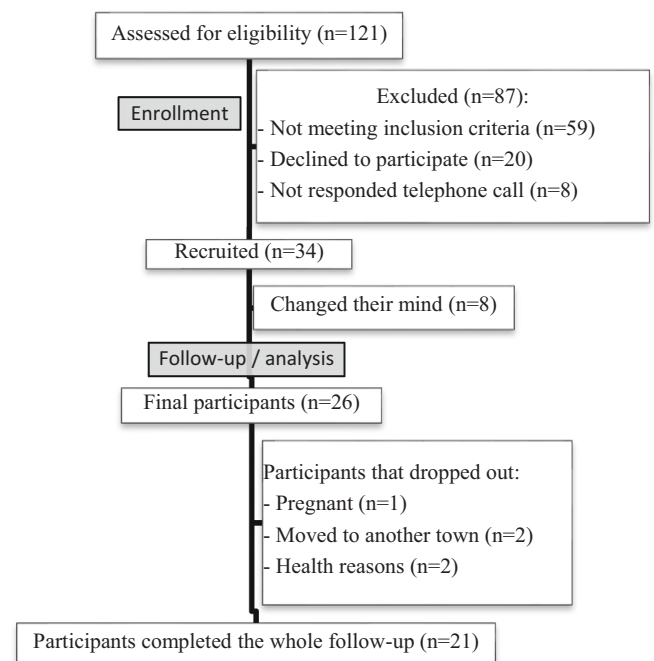 Assessed for eligibility (n=121)
Enrollment
Excluded (n=87):
- Not meeting inclusion criteria (n=59)
- Declined to participate (n=20)
- Not responded telephone call (n=8)
Recruited (n=34)
Changed their mind (n=8)
Follow-up / analysis
Final participants (n=26)
Participants that dropped out:
- Pregnant (n=1)
- Moved to another town (n=2)
- Health reasons (n=2)
Participants completed the whole follow-up (n=21)